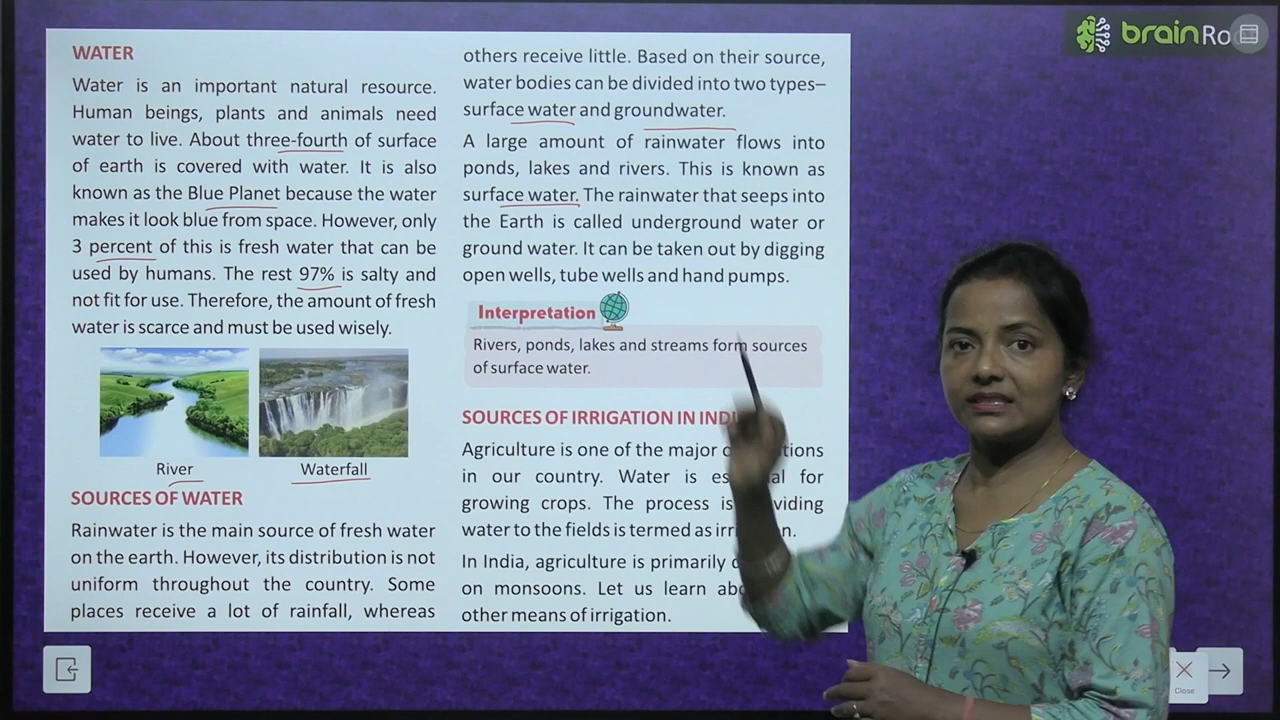 WATER
Water is an important natural resource.
Human beings, plants and animals need
water to live. About three-fourth of surface
of earth is covered with water. It is also
known as the Blue Planet because the water
makes it look blue from space. However, only
3 percent of this is fresh water that can be
used by humans. The rest 97% is salty and
not fit for use. Therefore, the amount of fresh
water is scarce and must be used wisely.
River
Waterfall
SOURCES OF WATER
Rainwater is the main source of fresh water
on the earth. However, its distribution is not
uniform throughout the country. Some
places receive a lot of rainfall, whereas
others receive little. Based on their source,
water bodies can be divided into two types–
surface water and groundwater.
A large amount of rainwater flows into
ponds, lakes and rivers. This is known as
surface water. The rainwater that seeps into
the Earth is called underground water or
ground water. It can be taken out by digging
open wells, tube wells and hand pumps.
Interpretation
Rivers, ponds, lakes and streams form sources
of surface water.
SOURCES OF IRRIGATION IN
Agriculture is one of the major
in our country. Water is for
growing crops. The process is
water to the fields is termed as
In India, agriculture is primarily
on monsoons. Let us learn
other means of irrigation.
brain
Close